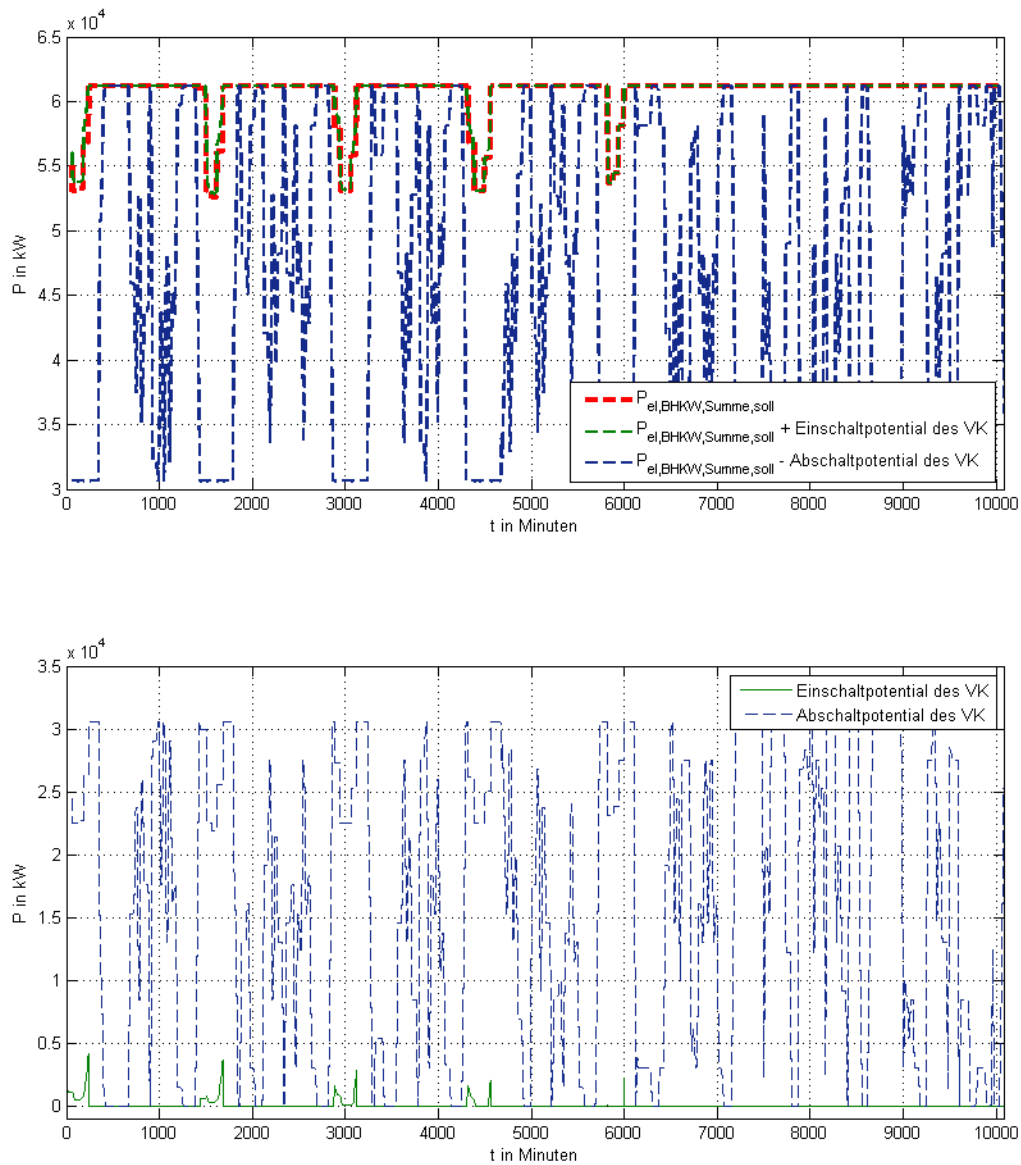 x 10⁴
6.5
6
5.5
5
4.5
4
3.5
3
P in kW
P_el,BHKW,Summe,soll
P_el,BHKW,Summe,soll + Einschaltpotential des VK
P_el,BHKW,Summe,soll - Abschaltpotential des VK
0 1000 2000 3000 4000 5000 6000 7000 8000 9000 10000
t in Minuten
x 10⁴
3.5
3
2.5
2
1.5
1
0.5
0
P in kW
Einschaltpotential des VK
Abschaltpotential des VK
0 1000 2000 3000 4000 5000 6000 7000 8000 9000 10000
t in Minuten